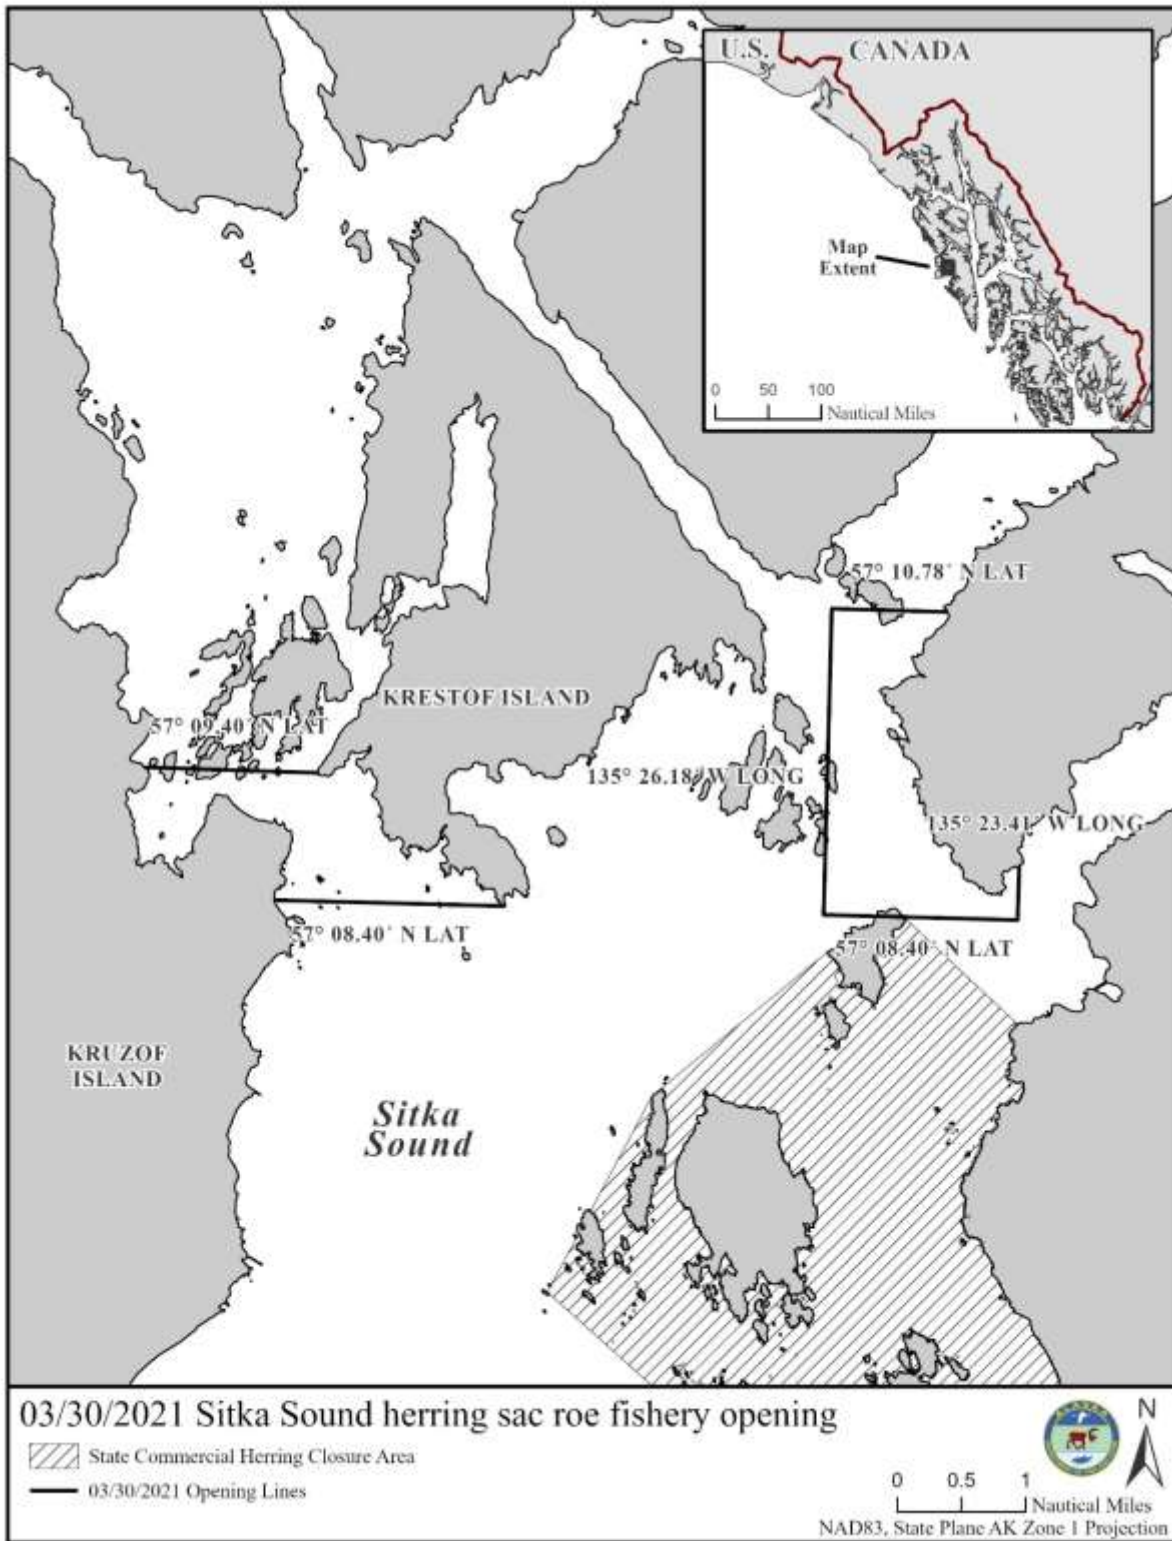 U.S. CANADA
Map
Extent
0 50 100
Nautical Miles
57° 10.78' N LAT
KRESTOF ISLAND
57° 09.40' N LAT
135° 26.18' W LONG
135° 23.41' W LONG
57° 08.40' N LAT
57° 08.40' N LAT
KRUZOF
ISLAND
Sitka
Sound
03/30/2021 Sitka Sound herring sac roe fishery opening
State Commercial Herring Closure Area
03/30/2021 Opening Lines
N
0 0.5 1
Nautical Miles
NAD83, State Plane AK Zone 1 Projection